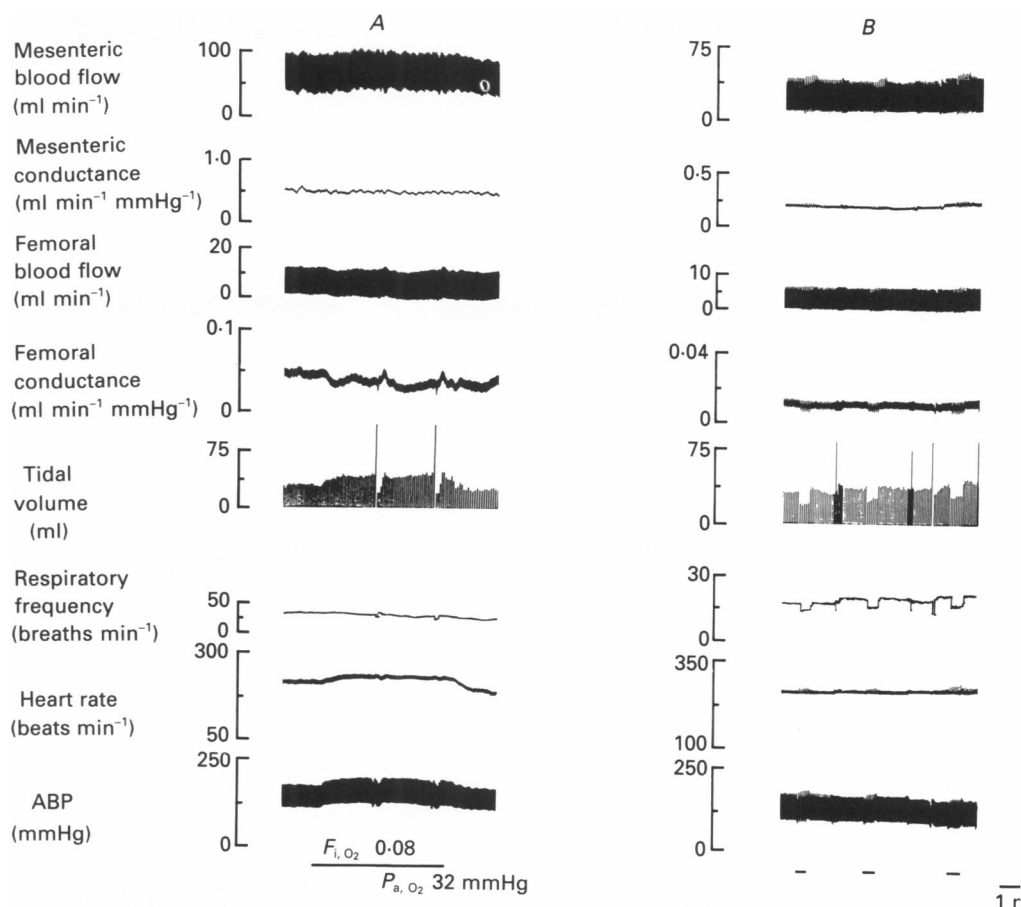 A
B
Mesenteric
blood flow
(ml min⁻¹)
100
0
75
0
Mesenteric
conductance
(ml min⁻¹ mmHg⁻¹)
1·0
0
0·5
0
Femoral
blood flow
(ml min⁻¹)
20
0
10
0
Femoral
conductance
(ml min⁻¹ mmHg⁻¹)
0·1
0
0·04
0
Tidal
volume
(ml)
75
0
75
0
Respiratory
frequency
(breaths min⁻¹)
50
0
30
0
Heart rate
(beats min⁻¹)
300
50
350
100
ABP
(mmHg)
250
0
250
0
Fi, O₂ 0·08
Pa, O₂ 32 mmHg
1